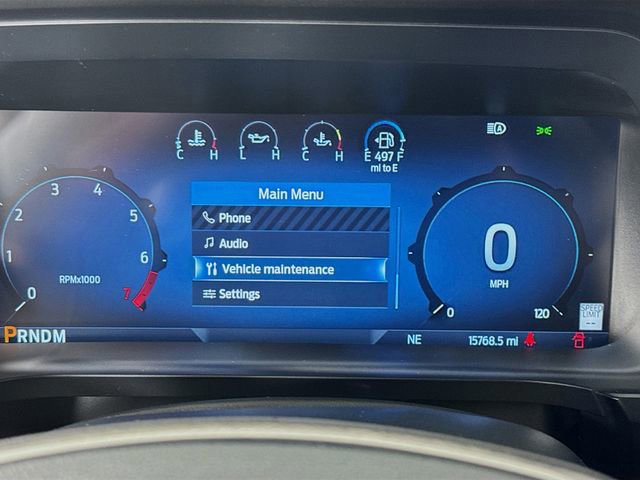 C H L H C H E 497 F
mi to E
A
Main Menu
Phone
Audio
Vehicle maintenance
Settings
0 1 2 3 4 5 6 7
RPMx1000
0
MPH
0 120
SPEED
LIMIT
--
PRNDM
NE 15768.5 mi